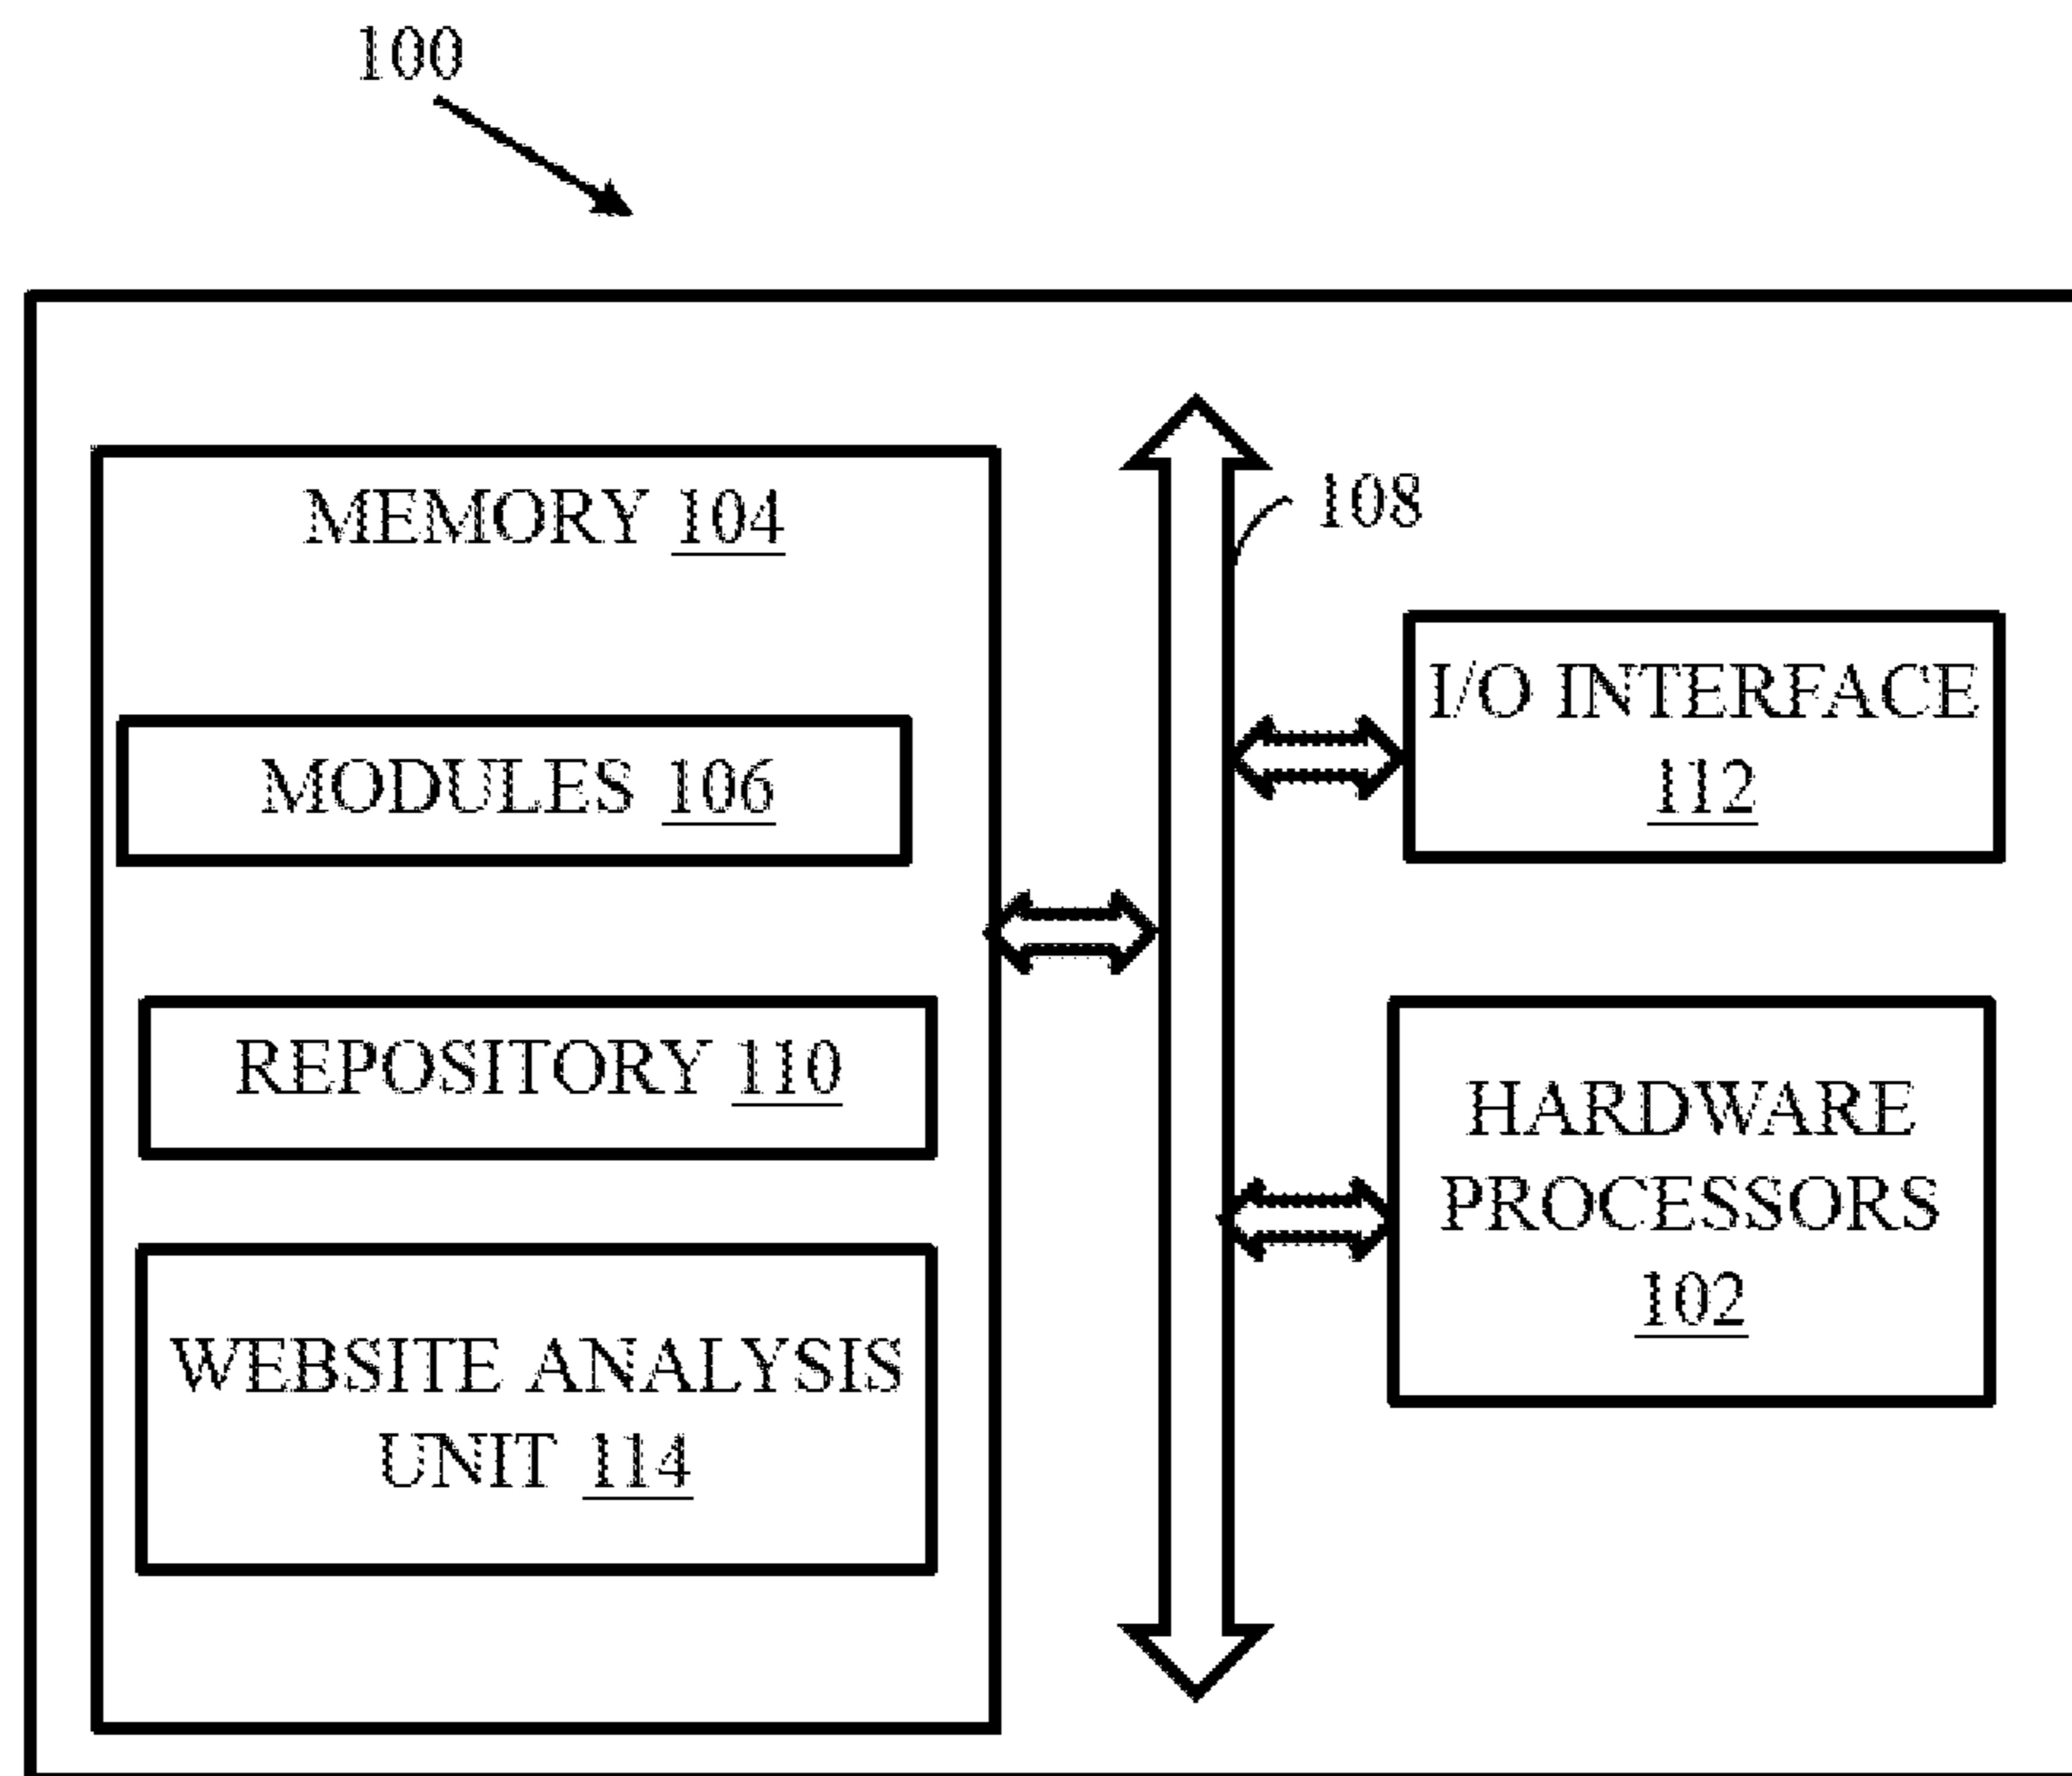 100
MEMORY 104
108
MODULES 106
REPOSITORY 110
WEBSITE ANALYSIS
UNIT 114
I/O INTERFACE
112
HARDWARE
PROCESSORS
102